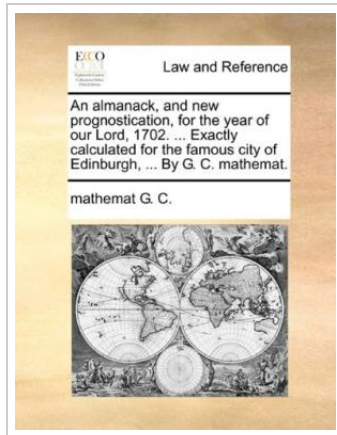 ECCO
Law and Reference
An almanack, and new
prognostication, for the year of
our Lord, 1702. ... Exactly
calculated for the famous city of
Edinburgh, ... By G. C. mathemat.
mathemat G. C.